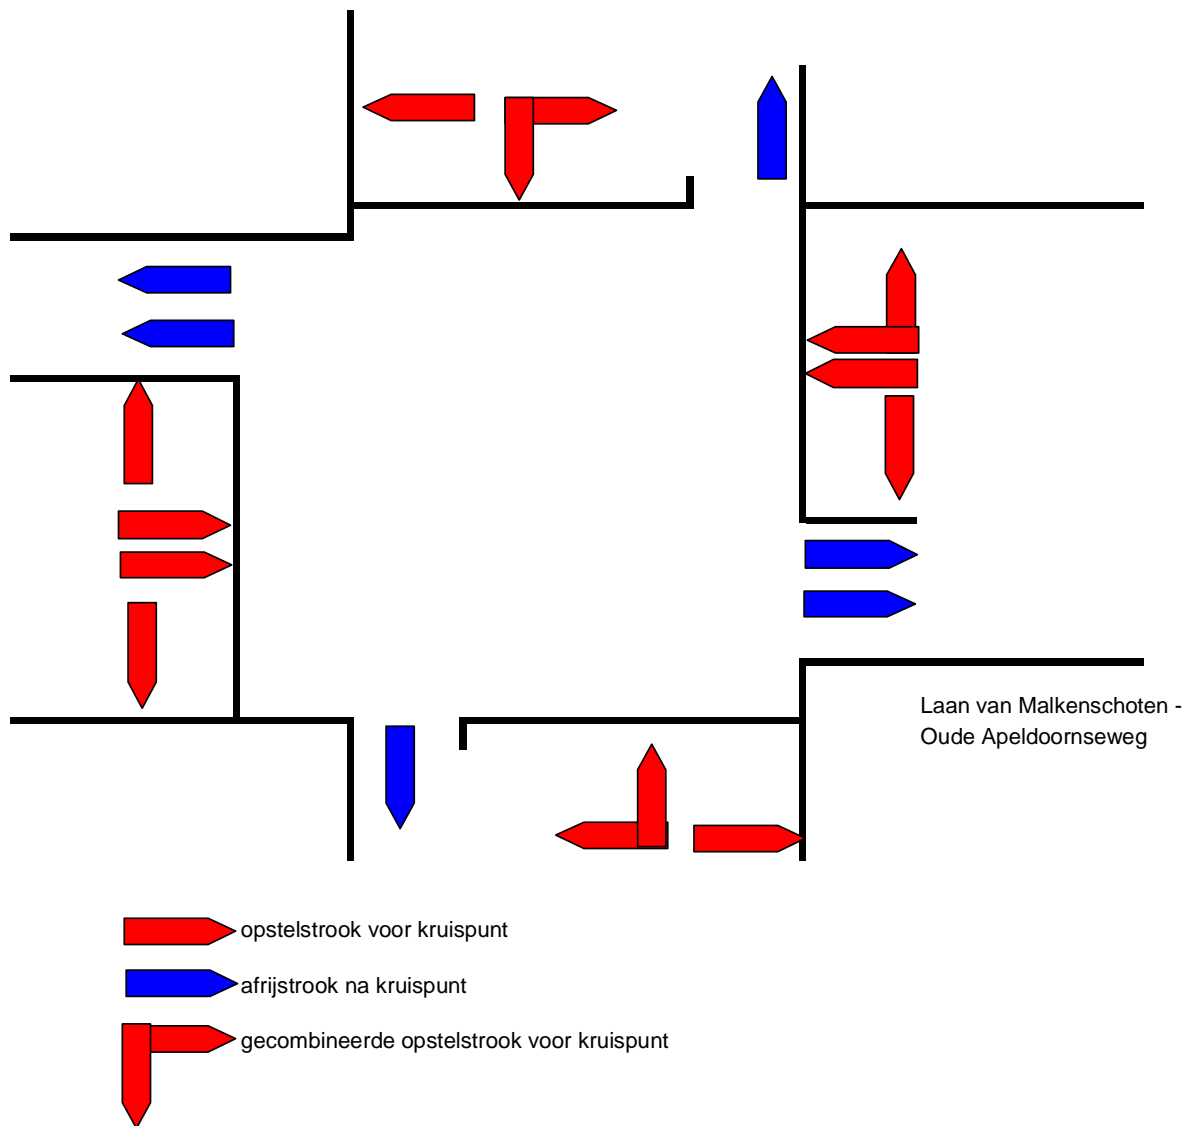 Laan van Malkenschoten -
Oude Apeldoornseweg
opstelstrook voor kruispunt
afrijstrook na kruispunt
gecombineerde opstelstrook voor kruispunt